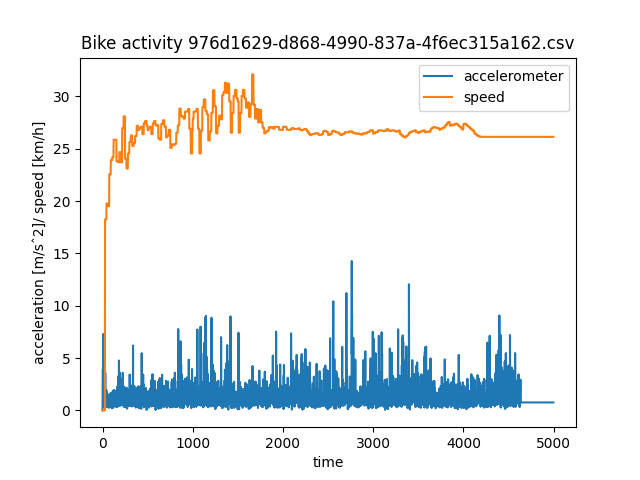 Bike activity 976d1629-d868-4990-837a-4f6ec315a162.csv
accelerometer
speed
acceleration [m/s^2]/ speed [km/h]
30
25
20
15
10
5
0
0 1000 2000 3000 4000 5000
time